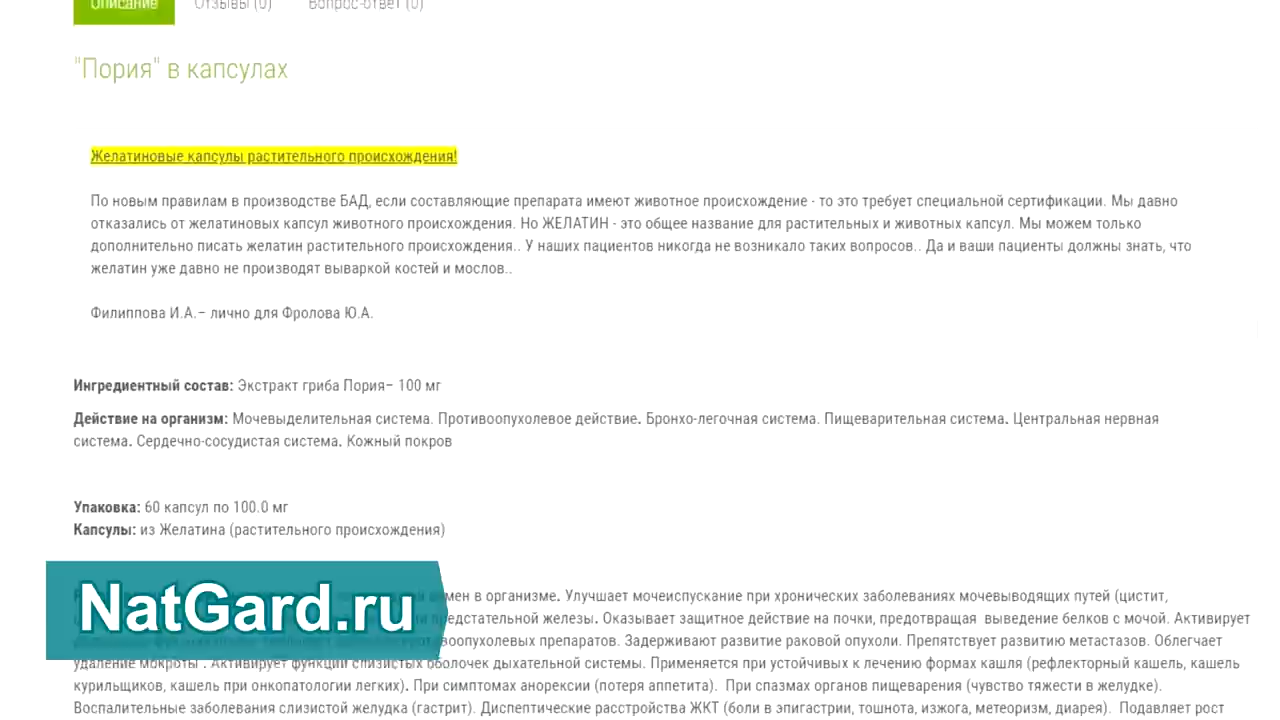 Описание Отзывы (0) Вопрос-ответ (0)
"Пория" в капсулах
Желатиновые капсулы растительного происхождения!
По новым правилам в производстве БАД, если составляющие препарата имеют животное происхождение - то это требует специальной сертификации. Мы давно
отказались от желатиновых капсул животного происхождения. Но ЖЕЛАТИН - это общее название для растительных и животных капсул. Мы можем только
дополнительно писать желатин растительного происхождения.. У наших пациентов никогда не возникало таких вопросов.. Да и ваши пациенты должны знать, что
желатин уже давно не производят вываркой костей и мослов..
Филиппова И.А.– лично для Фролова Ю.А.
Ингредиентный состав: Экстракт гриба Пория– 100 мг
Действие на организм: Мочевыделительная система. Противоопухолевое действие. Бронхо-легочная система. Пищеварительная система. Центральная нервная
система. Сердечно-сосудистая система. Кожный покров
Упаковка: 60 капсул по 100.0 мг
Капсулы: из Желатина (растительного происхождения)
NatGard.ru
в организме. Улучшает мочеиспускание при хронических заболеваниях мочевыводящих путей (цистит,
предстательной железы. Оказывает защитное действие на почки, предотвращая выведение белков с мочой. Активирует
препаратов. Задерживают развитие раковой опухоли. Препятствует развитию метастазов. Облегчает
удаление мокроты . Активирует функции слизистых оболочек дыхательной системы. Применяется при устойчивых к лечению формах кашля (рефлекторный кашель, кашель
курильщиков, кашель при онкопатологии легких). При симптомах анорексии (потеря аппетита). При спазмах органов пищеварения (чувство тяжести в желудке).
Воспалительные заболевания слизистой желудка (гастрит). Диспептические расстройства ЖКТ (боли в эпигастрии, тошнота, изжога, метеоризм, диарея). Подавляет рост